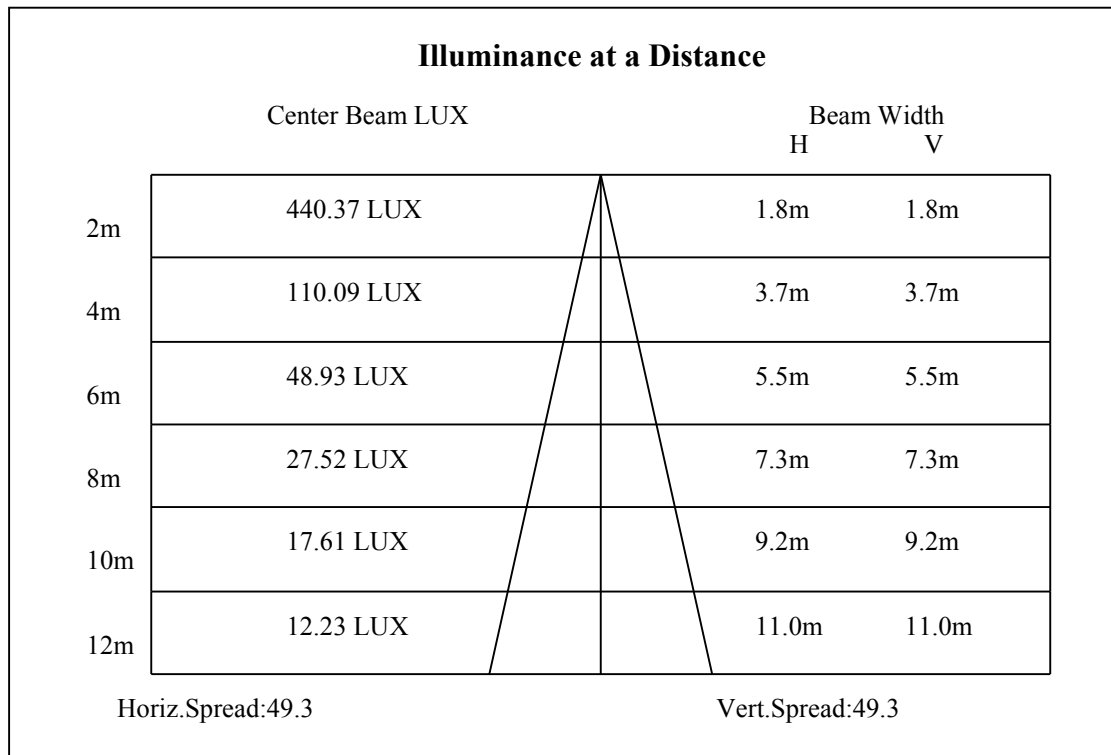 Illuminance at a Distance
Center Beam LUX Beam Width
H V
2m 440.37 LUX 1.8m 1.8m
4m 110.09 LUX 3.7m 3.7m
6m 48.93 LUX 5.5m 5.5m
8m 27.52 LUX 7.3m 7.3m
10m 17.61 LUX 9.2m 9.2m
12m 12.23 LUX 11.0m 11.0m
Horiz.Spread:49.3 Vert.Spread:49.3